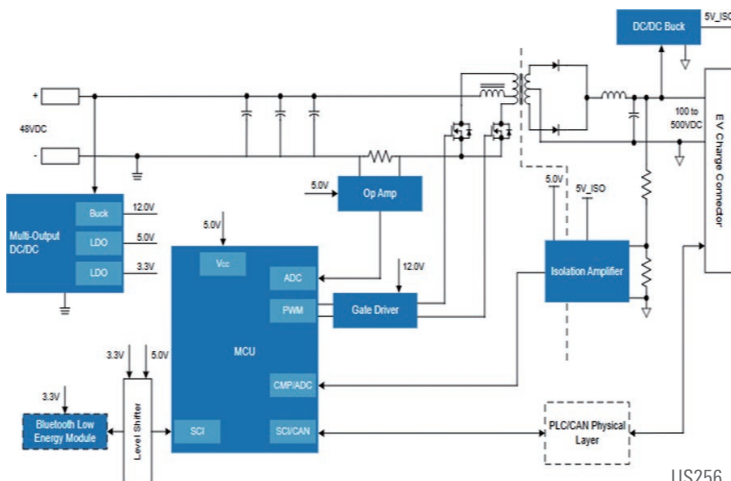 DC/DC Buck
5V_ISO
+
48VDC
-
100 to
500VDC
EV Charge Connector
5.0V
Op Amp
5.0V
5V_ISO
Multi-Output
DC/DC
Buck
12.0V
LDO
5.0V
LDO
3.3V
5.0V
Vcc
ADC
PWM
MCU
CMP/ADC
SCI
SCI/CAN
12.0V
Gate Driver
Isolation Amplifier
3.3V
5.0V
3.3V
Bluetooth Low
Energy Module
Level Shifter
PLC/CAN Physical
Layer
US256